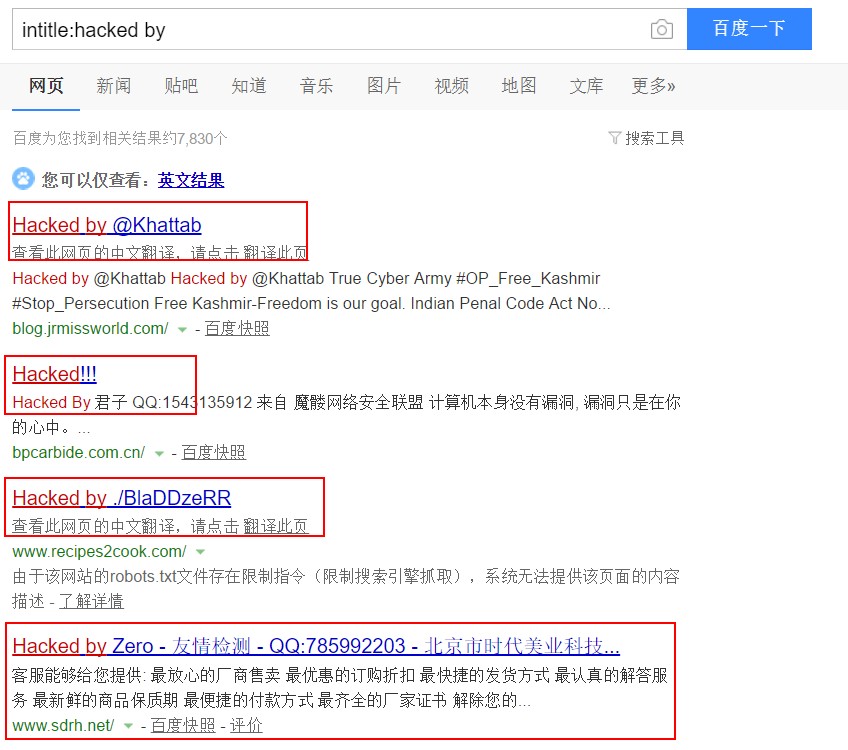 intitle:hacked by 百度一下
网页 新闻 贴吧 知道 音乐 图片 视频 地图 文库 更多»
百度为您找到相关结果约7,830个 搜索工具
您可以仅查看：英文结果
Hacked by @Khattab
查看此网页的中文翻译，请点击 翻译此页
Hacked by @Khattab Hacked by @Khattab True Cyber Army #OP_Free_Kashmir
#Stop_Persecution Free Kashmir-Freedom is our goal. Indian Penal Code Act No...
blog.jrmissworld.com/ - 百度快照
Hacked!!!
Hacked By 君子 QQ:1543135912 来自 魔髅网络安全联盟 计算机本身没有漏洞, 漏洞只是在你
的心中。...
bpcarbide.com.cn/ - 百度快照
Hacked by ./BlaDDzeRR
查看此网页的中文翻译，请点击 翻译此页
www.recipes2cook.com/
由于该网站的robots.txt文件存在限制指令（限制搜索引擎抓取），系统无法提供该页面的内容
描述 - 了解详情
Hacked by Zero - 友情检测 - QQ:785992203 - 北京市时代美业科技...
客服能够给您提供: 最放心的厂商售卖 最优惠的订购折扣 最快捷的发货方式 最认真的解答服
务 最新鲜的商品保质期 最便捷的付款方式 最齐全的厂家证书 解除您的...
www.sdrh.net/ - 百度快照 - 评价